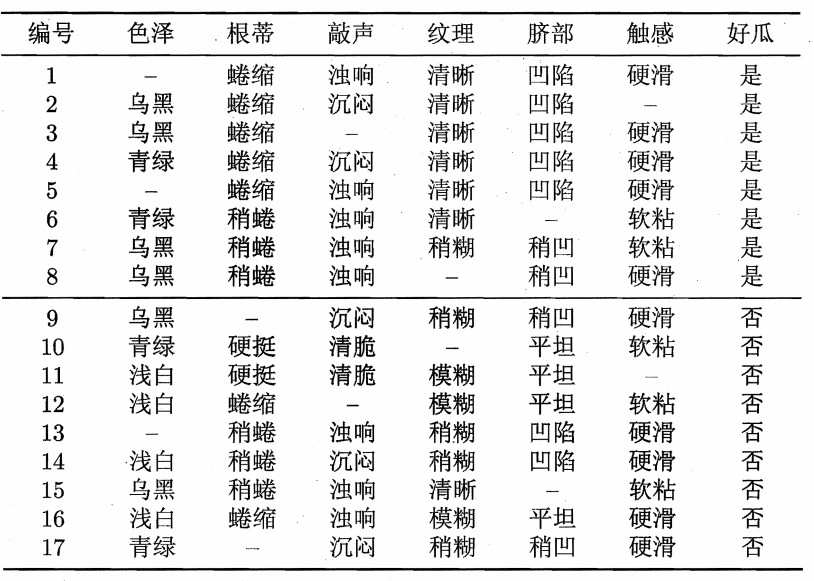 编号 色泽 根蒂 敲声 纹理 脐部 触感 好瓜
1 – 蜷缩 浊响 清晰 凹陷 硬滑 是
2 乌黑 蜷缩 沉闷 清晰 凹陷 – 是
3 乌黑 蜷缩 – 清晰 凹陷 硬滑 是
4 青绿 蜷缩 沉闷 清晰 凹陷 硬滑 是
5 – 蜷缩 浊响 清晰 凹陷 硬滑 是
6 青绿 稍蜷 浊响 清晰 – 软粘 是
7 乌黑 稍蜷 浊响 稍糊 稍凹 软粘 是
8 乌黑 稍蜷 浊响 – 稍凹 硬滑 是
9 乌黑 – 沉闷 稍糊 稍凹 硬滑 否
10 青绿 硬挺 清脆 – 平坦 软粘 否
11 浅白 硬挺 清脆 模糊 平坦 – 否
12 浅白 蜷缩 – 模糊 平坦 软粘 否
13 – 稍蜷 浊响 稍糊 凹陷 硬滑 否
14 浅白 稍蜷 沉闷 稍糊 凹陷 硬滑 否
15 乌黑 稍蜷 浊响 清晰 – 软粘 否
16 浅白 蜷缩 浊响 模糊 平坦 硬滑 否
17 青绿 – 沉闷 稍糊 稍凹 硬滑 否